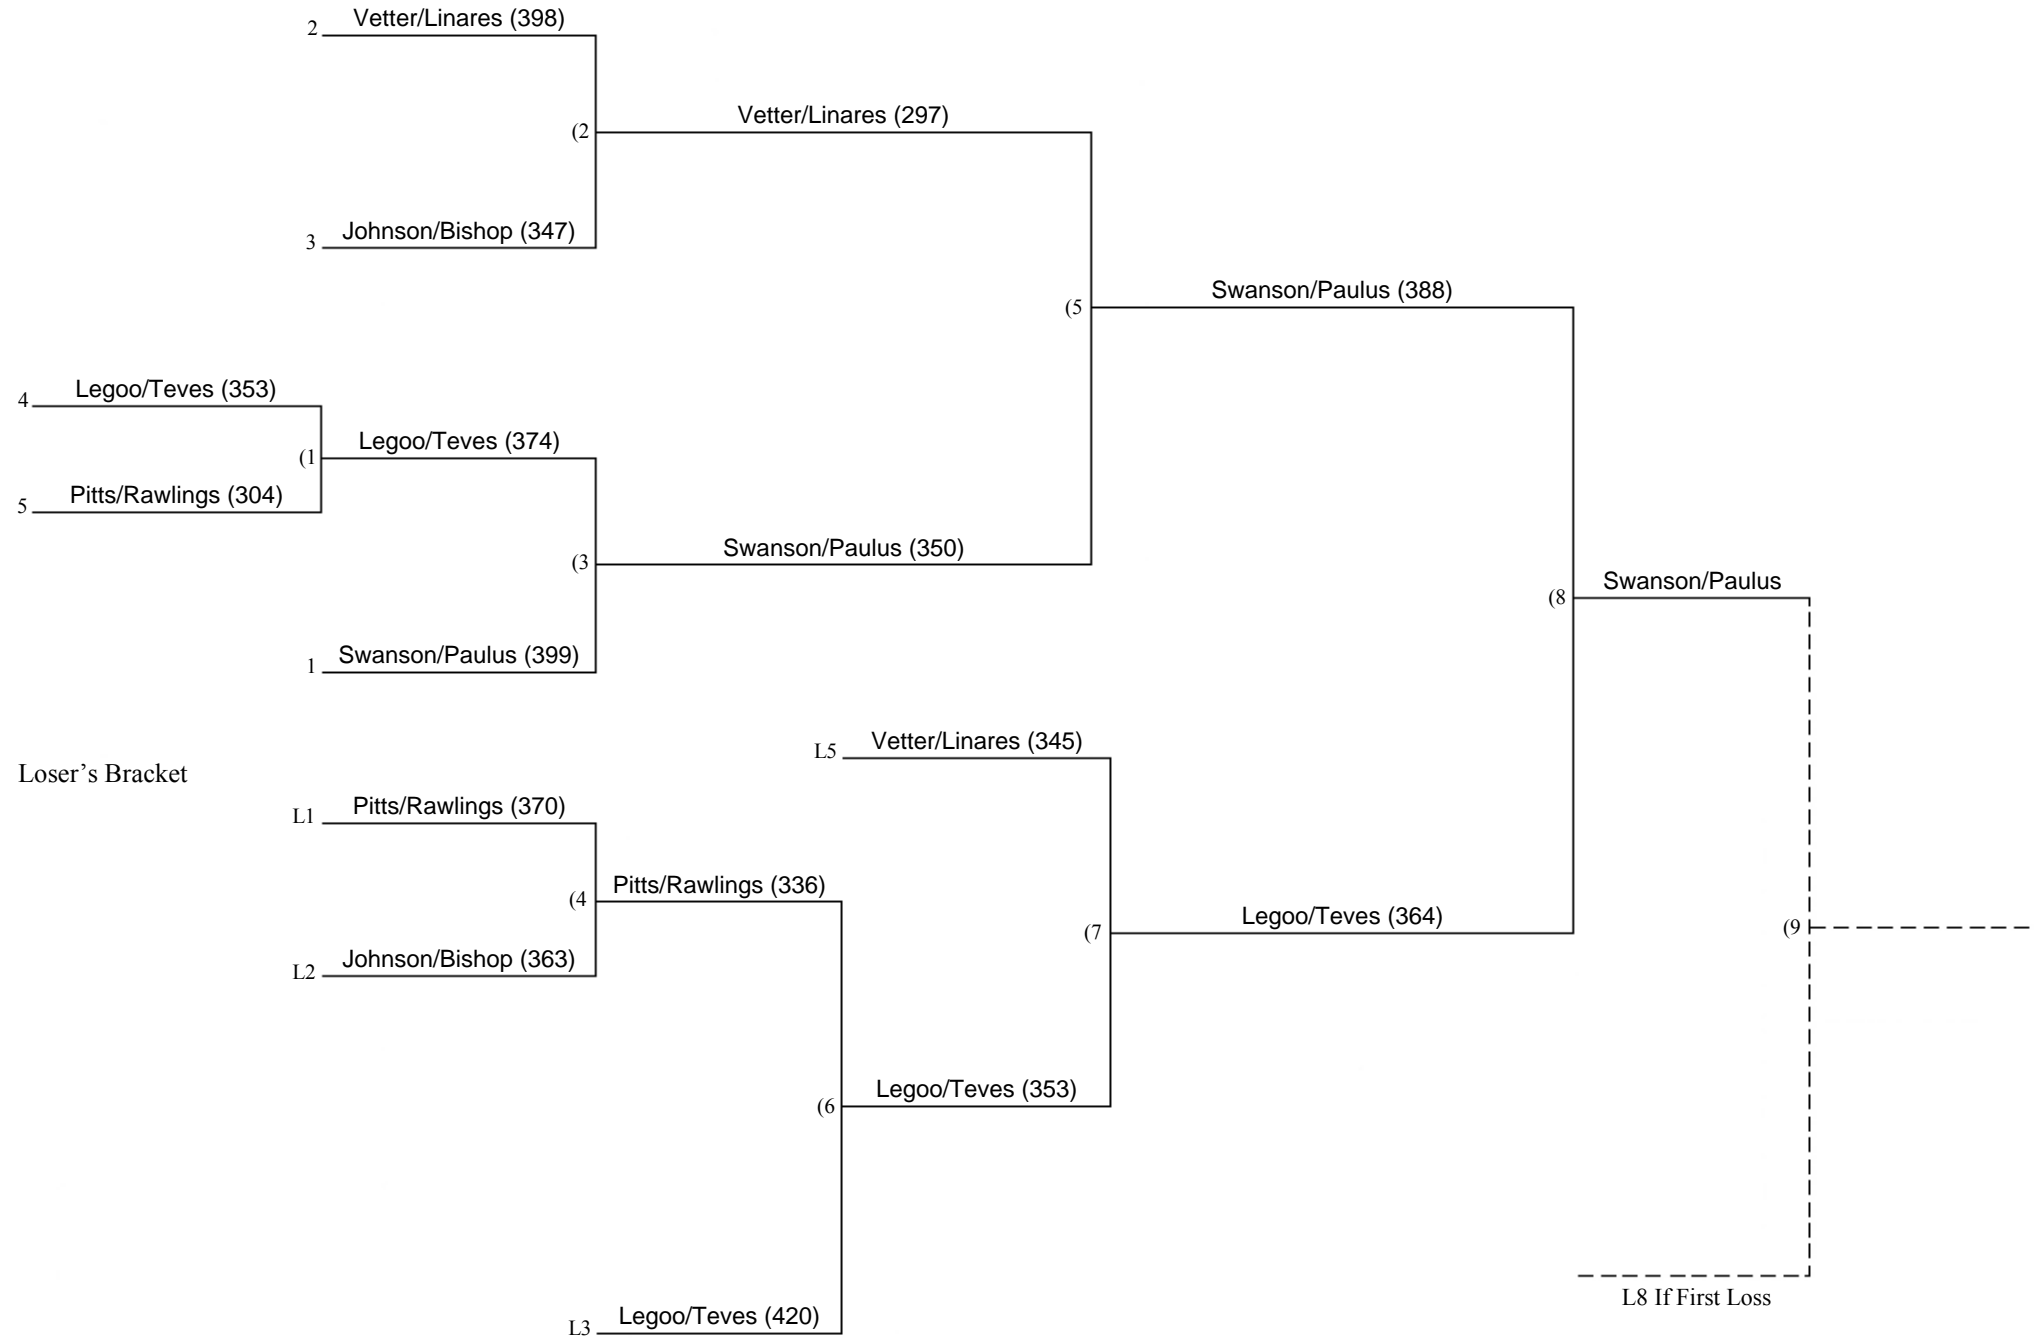 2 Vetter/Linares (398)
(2 Vetter/Linares (297)
3 Johnson/Bishop (347)
(5 Swanson/Paulus (388)
4 Legoo/Teves (353)
(1 Legoo/Teves (374)
5 Pitts/Rawlings (304)
(3 Swanson/Paulus (350)
(8 Swanson/Paulus
1 Swanson/Paulus (399)
L5 Vetter/Linares (345)
Loser’s Bracket
L1 Pitts/Rawlings (370)
(4 Pitts/Rawlings (336)
(7 Legoo/Teves (364)
(9
L2 Johnson/Bishop (363)
(6 Legoo/Teves (353)
L8 If First Loss
L3 Legoo/Teves (420)